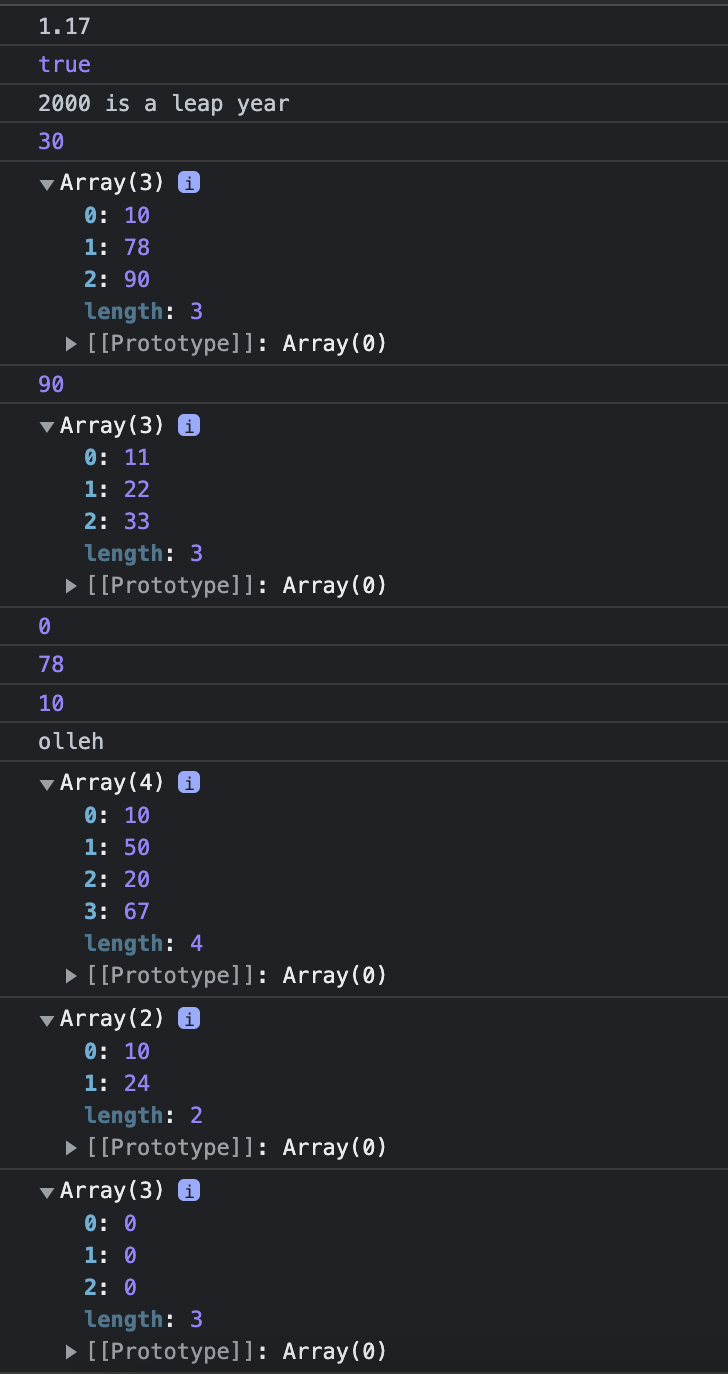 1.17
true
2000 is a leap year
30
Array(3) i
0: 10
1: 78
2: 90
length: 3
[[Prototype]]: Array(0)
90
Array(3) i
0: 11
1: 22
2: 33
length: 3
[[Prototype]]: Array(0)
0
78
10
olleh
Array(4) i
0: 10
1: 50
2: 20
3: 67
length: 4
[[Prototype]]: Array(0)
Array(2) i
0: 10
1: 24
length: 2
[[Prototype]]: Array(0)
Array(3) i
0: 0
1: 0
2: 0
length: 3
[[Prototype]]: Array(0)